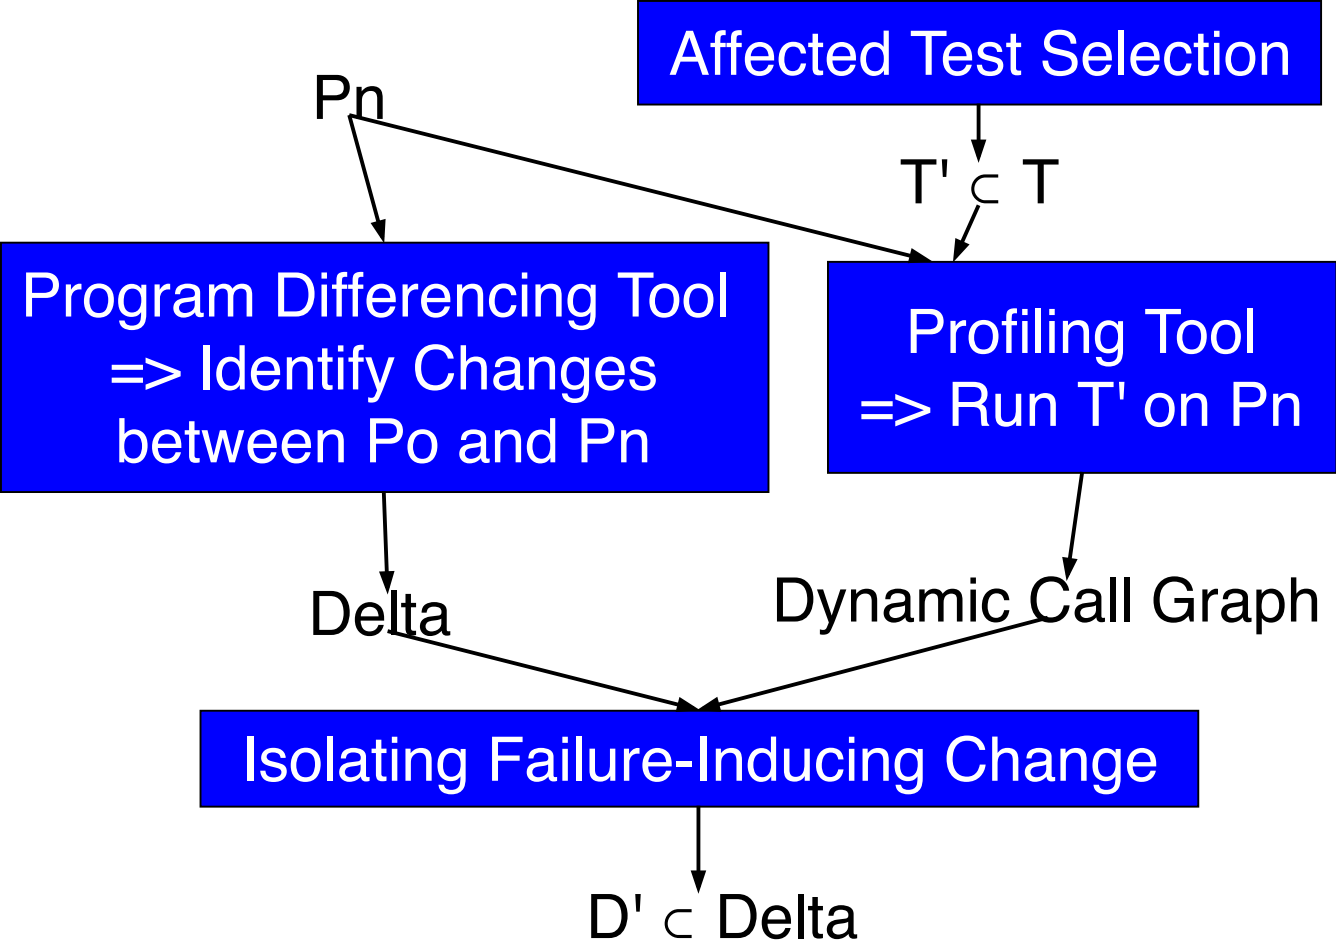 Affected Test Selection
Pn
T' ⊂ T
Program Differencing Tool
=> Identify Changes
between Po and Pn
Profiling Tool
=> Run T' on Pn
Delta
Dynamic Call Graph
Isolating Failure-Inducing Change
D' ⊂ Delta